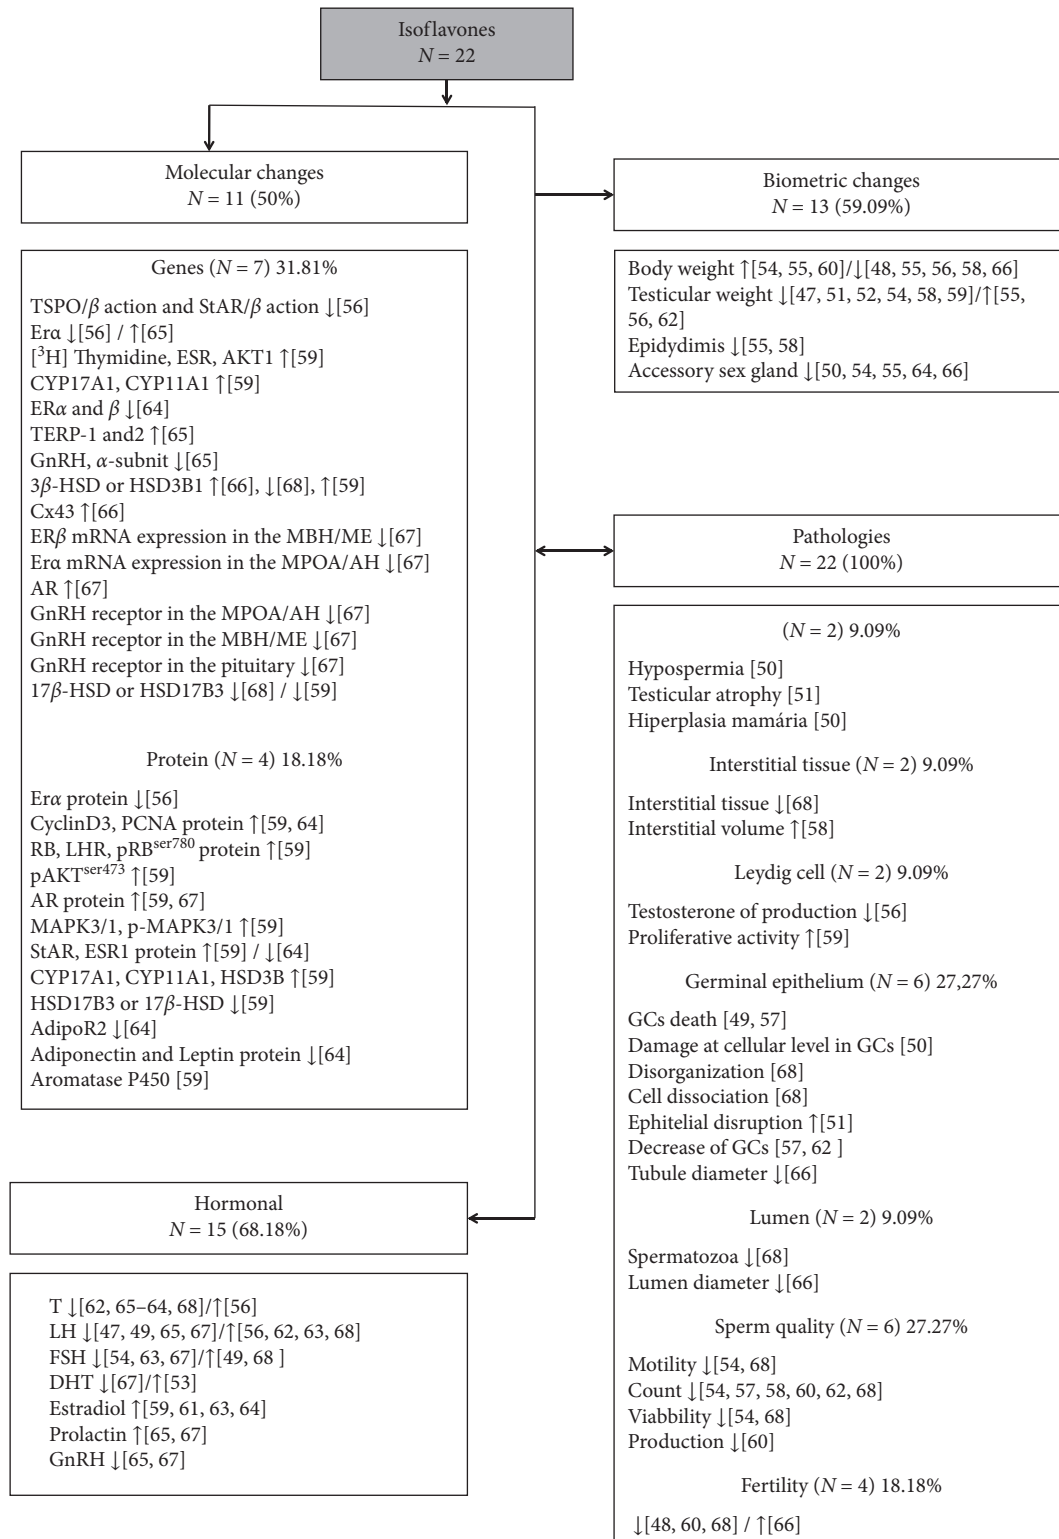 Isoflavones
N = 22
Molecular changes
N = 11 (50%)
Genes (N = 7) 31.81%
TSPO/β action and StAR/β action ↓[56]
Erα ↓[56] / ↑[65]
[³H] Thymidine, ESR, AKT1 ↑[59]
CYP17A1, CYP11A1 ↑[59]
ERα and β ↓[64]
TERP-1 and2 ↑[65]
GnRH, α-subnit ↓[65]
3β-HSD or HSD3B1 ↑[66], ↓[68], ↑[59]
Cx43 ↑[66]
ERβ mRNA expression in the MBH/ME ↓[67]
Erα mRNA expression in the MPOA/AH ↓[67]
AR ↑[67]
GnRH receptor in the MPOA/AH ↓[67]
GnRH receptor in the MBH/ME ↓[67]
GnRH receptor in the pituitary ↓[67]
17β-HSD or HSD17B3 ↓[68] / ↓[59]
Protein (N = 4) 18.18%
Erα protein ↓[56]
CyclinD3, PCNA protein ↑[59, 64]
RB, LHR, pRBser780 protein ↑[59]
pAKTser473 ↑[59]
AR protein ↑[59, 67]
MAPK3/1, p-MAPK3/1 ↑[59]
StAR, ESR1 protein ↑[59] / ↓[64]
CYP17A1, CYP11A1, HSD3B ↑[59]
HSD17B3 or 17β-HSD ↓[59]
AdipoR2 ↓[64]
Adiponectin and Leptin protein ↓[64]
Aromatase P450 [59]
Hormonal
N = 15 (68.18%)
T ↓[62, 65–64, 68]/↑[56]
LH ↓[47, 49, 65, 67]/↑[56, 62, 63, 68]
FSH ↓[54, 63, 67]/↑[49, 68 ]
DHT ↓[67]/↑[53]
Estradiol ↑[59, 61, 63, 64]
Prolactin ↑[65, 67]
GnRH ↓[65, 67]
Biometric changes
N = 13 (59.09%)
Body weight ↑[54, 55, 60]/↓[48, 55, 56, 58, 66]
Testicular weight ↓[47, 51, 52, 54, 58, 59]/↑[55,
56, 62]
Epidydimis ↓[55, 58]
Accessory sex gland ↓[50, 54, 55, 64, 66]
Pathologies
N = 22 (100%)
(N = 2) 9.09%
Hypospermia [50]
Testicular atrophy [51]
Hiperplasia mamária [50]
Interstitial tissue (N = 2) 9.09%
Interstitial tissue ↓[68]
Interstitial volume ↑[58]
Leydig cell (N = 2) 9.09%
Testosterone of production ↓[56]
Proliferative activity ↑[59]
Germinal epithelium (N = 6) 27,27%
GCs death [49, 57]
Damage at cellular level in GCs [50]
Disorganization [68]
Cell dissociation [68]
Ephitelial disruption ↑[51]
Decrease of GCs [57, 62 ]
Tubule diameter ↓[66]
Lumen (N = 2) 9.09%
Spermatozoa ↓[68]
Lumen diameter ↓[66]
Sperm quality (N = 6) 27.27%
Motility ↓[54, 68]
Count ↓[54, 57, 58, 60, 62, 68]
Viabbility ↓[54, 68]
Production ↓[60]
Fertility (N = 4) 18.18%
↓[48, 60, 68] / ↑[66]